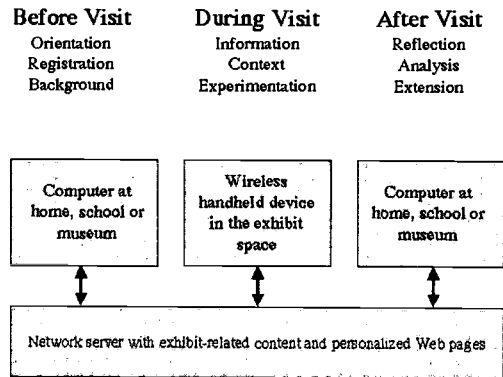 Before Visit
Orientation
Registration
Background
During Visit
Information
Context
Experimentation
After Visit
Reflection
Analysis
Extension
Computer at
home, school or
museum
Wireless
handheld device
in the exhibit
space
Computer at
home, school or
museum
Network server with exhibit-related content and personalized Web pages